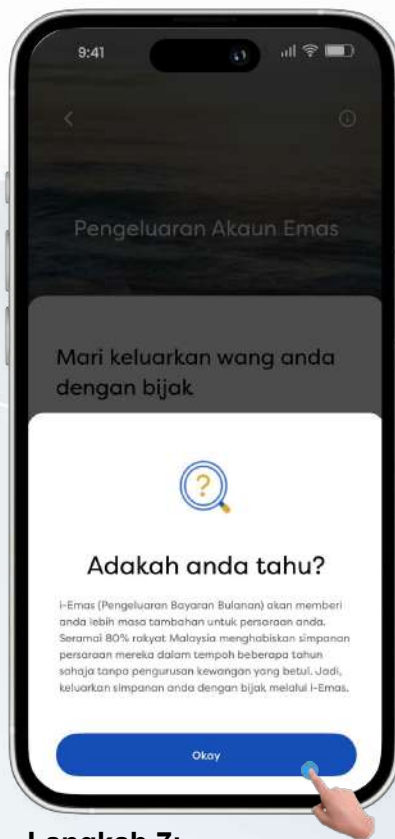 9:41
Pengeluaran Akaun Emas
Mari keluarkan wang anda
dengan bijak
?
Adakah anda tahu?
i-Emas (Pengeluaran Bayaran Bulanan) akan memberi
anda lebih masa tambahan untuk persaraan anda.
Seramai 80% rakyat Malaysia menghabiskan simpanan
persaraan mereka dalam tempoh beberapa tahun
sahaja tanpa pengurusan kewangan yang betul. Jadi,
keluarkan simpanan anda dengan bijak melalui i-Emas.
Okay
Langkah 7: